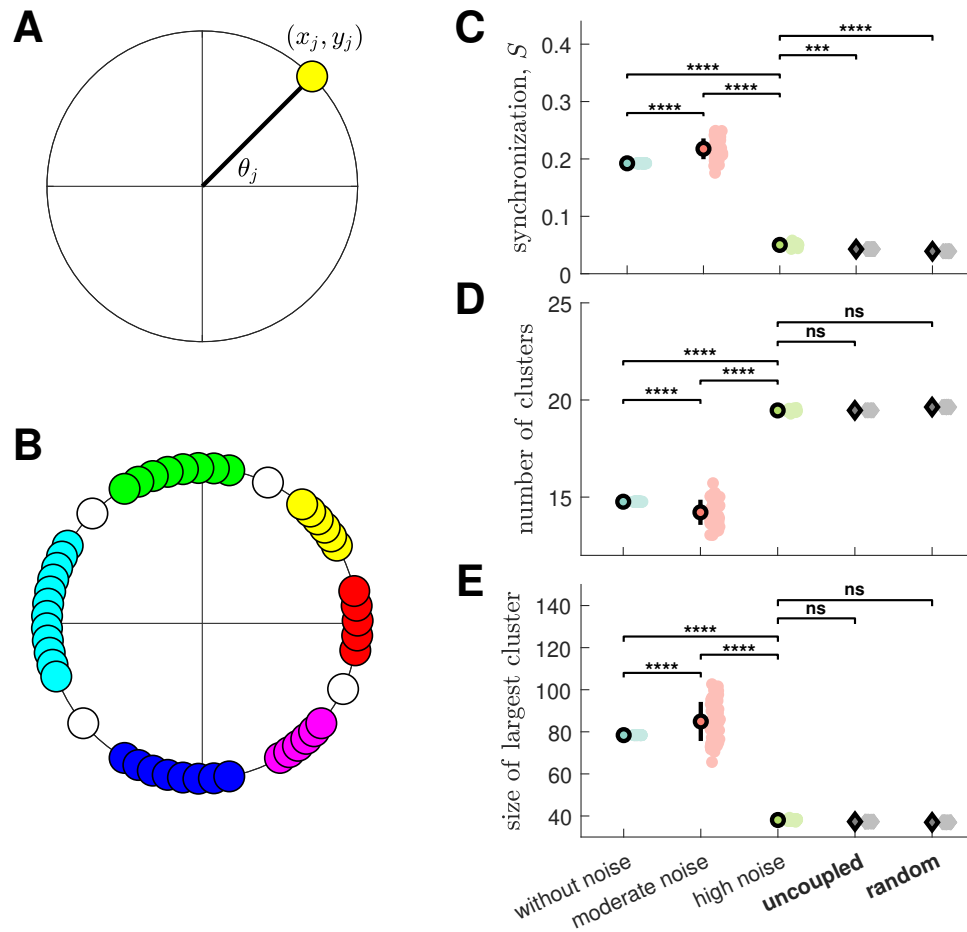 A
(x_j, y_j)
θ_j
B
C
synchronization, S
0.4
0.3
0.2
0.1
0
****
***
****
****
****
D
number of clusters
25
20
15
ns
ns
****
****
****
E
size of largest cluster
140
120
100
80
60
40
ns
ns
****
****
****
without noise
moderate noise
high noise
uncoupled
random